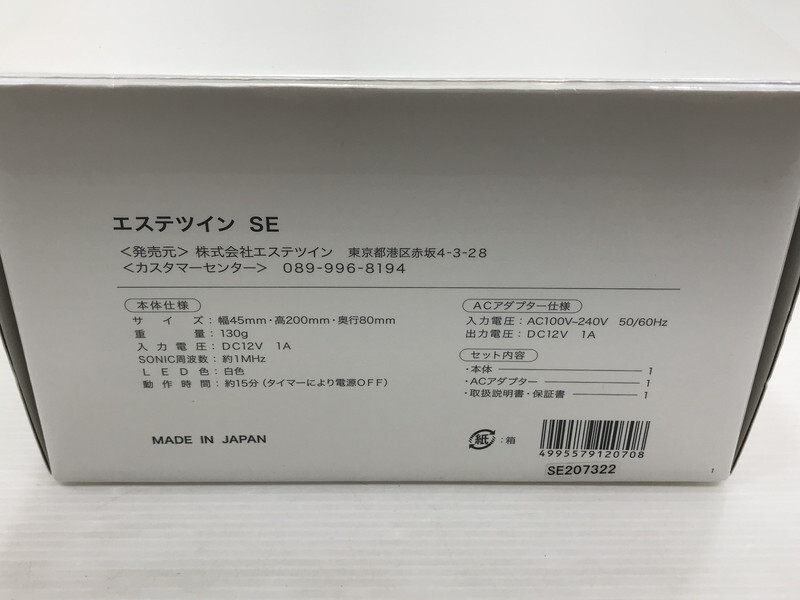 エステツイン SE
＜発売元＞ 株式会社エステツイン 東京都港区赤坂4-3-28
＜カスタマーセンター＞ 089-996-8194
本体仕様
サイズ：幅45mm・高200mm・奥行80mm
重量：130g
入力電圧：DC12V 1A
SONIC周波数：約1MHz
LED色：白色
動作時間：約15分（タイマーにより電源OFF）
MADE IN JAPAN
ACアダプター仕様
入力電圧：AC100V~240V 50/60Hz
出力電圧：DC12V 1A
セット内容
・本体 1
・ACアダプター 1
・取扱説明書・保証書 1
紙：箱
4995579120708
SE207322